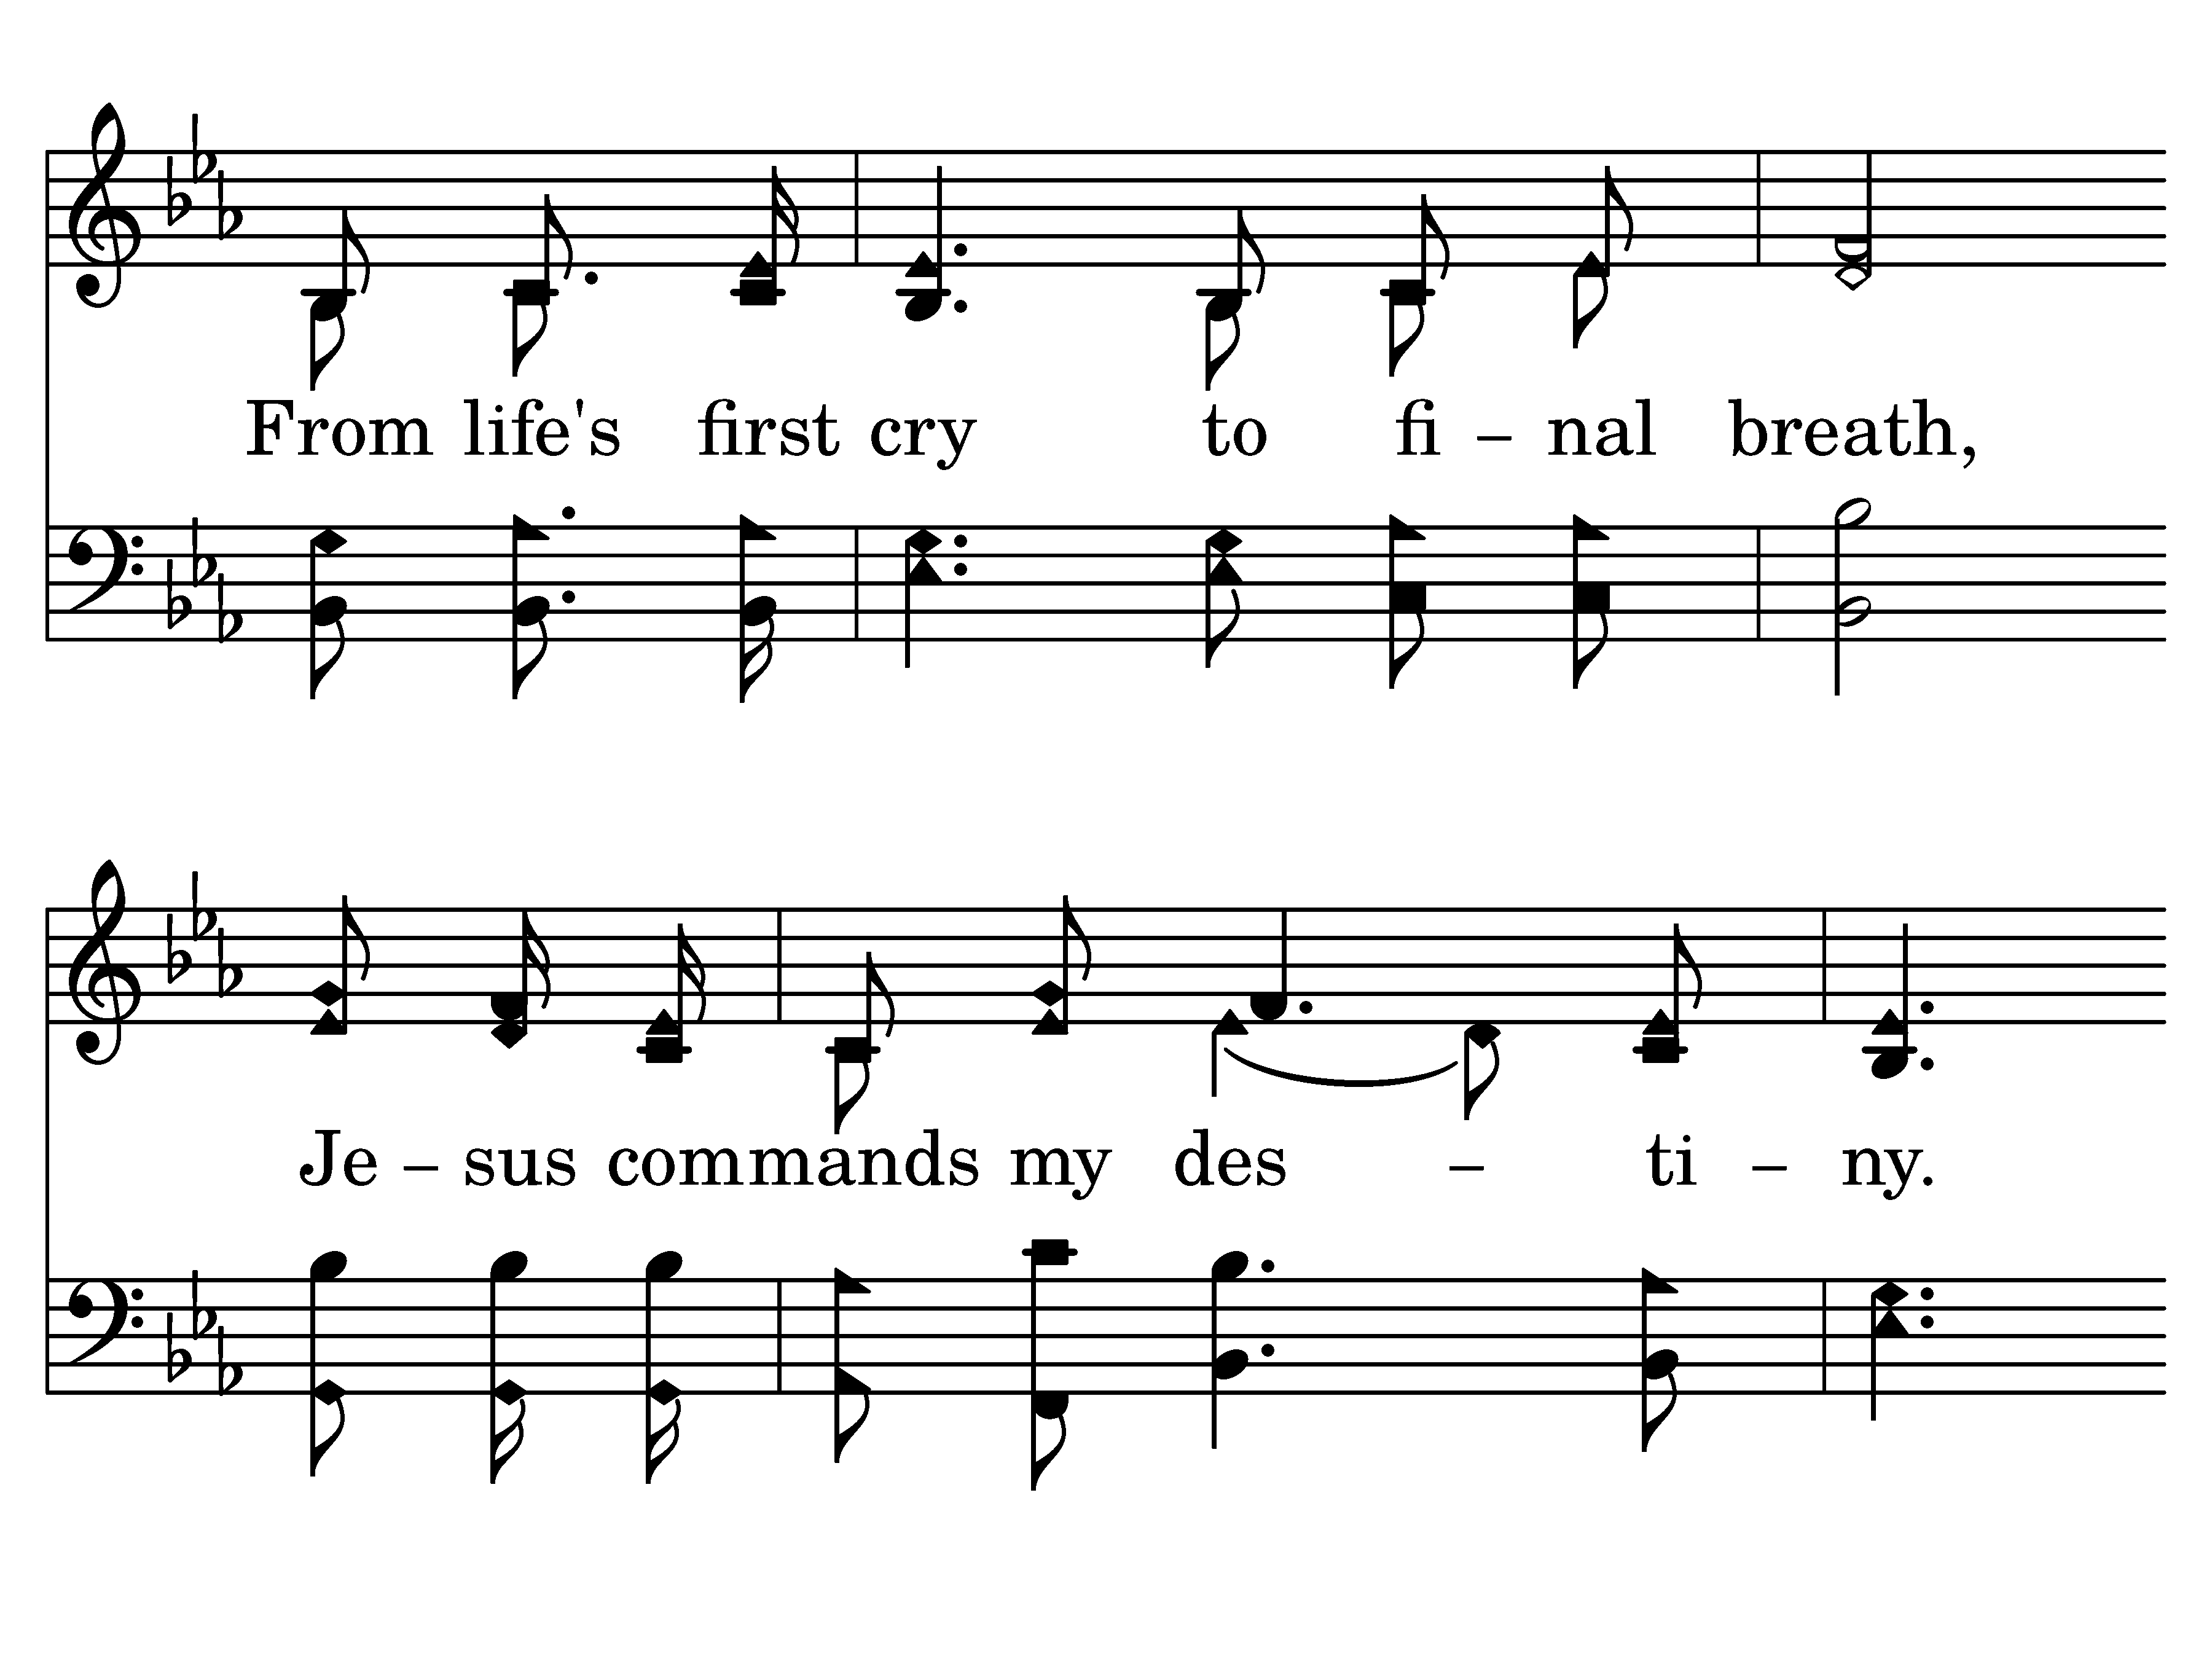 From life's first cry to fi – nal breath,
Je – sus commands my des – ti – ny.